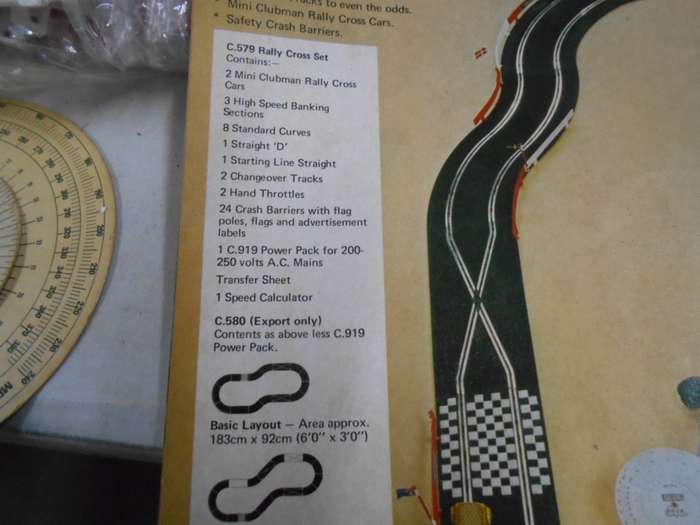 to even the odds.
* Mini Clubman Rally Cross Cars.
* Safety Crash Barriers.
C.579 Rally Cross Set
Contains:—
2 Mini Clubman Rally Cross
Cars
3 High Speed Banking
Sections
8 Standard Curves
1 Straight 'D'
1 Starting Line Straight
2 Changeover Tracks
2 Hand Throttles
24 Crash Barriers with flag
poles, flags and advertisement
labels
1 C.919 Power Pack for 200-
250 volts A.C. Mains
Transfer Sheet
1 Speed Calculator
C.580 (Export only)
Contents as above less C.919
Power Pack.
Basic Layout — Area approx.
183cm x 92cm (6'0" x 3'0")